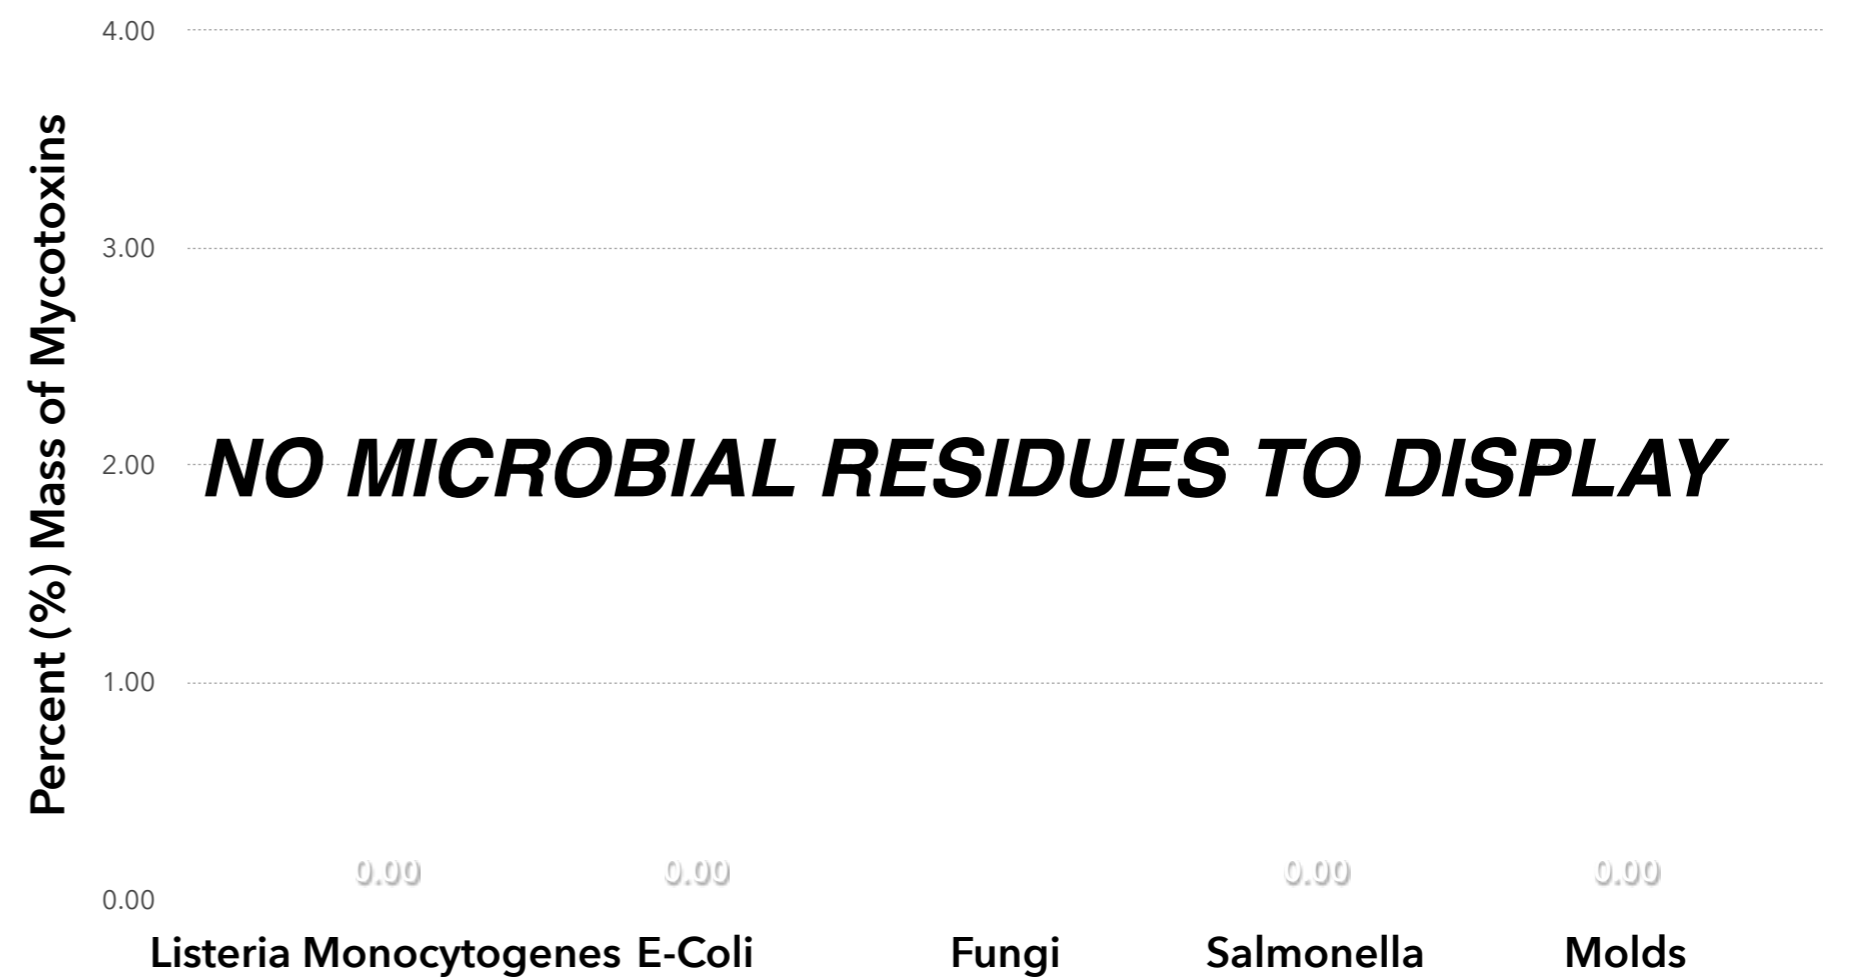 4.00
3.00
2.00
1.00
0.00
Percent (%) Mass of Mycotoxins
NO MICROBIAL RESIDUES TO DISPLAY
0.00 0.00 0.00 0.00
Listeria Monocytogenes E-Coli Fungi Salmonella Molds